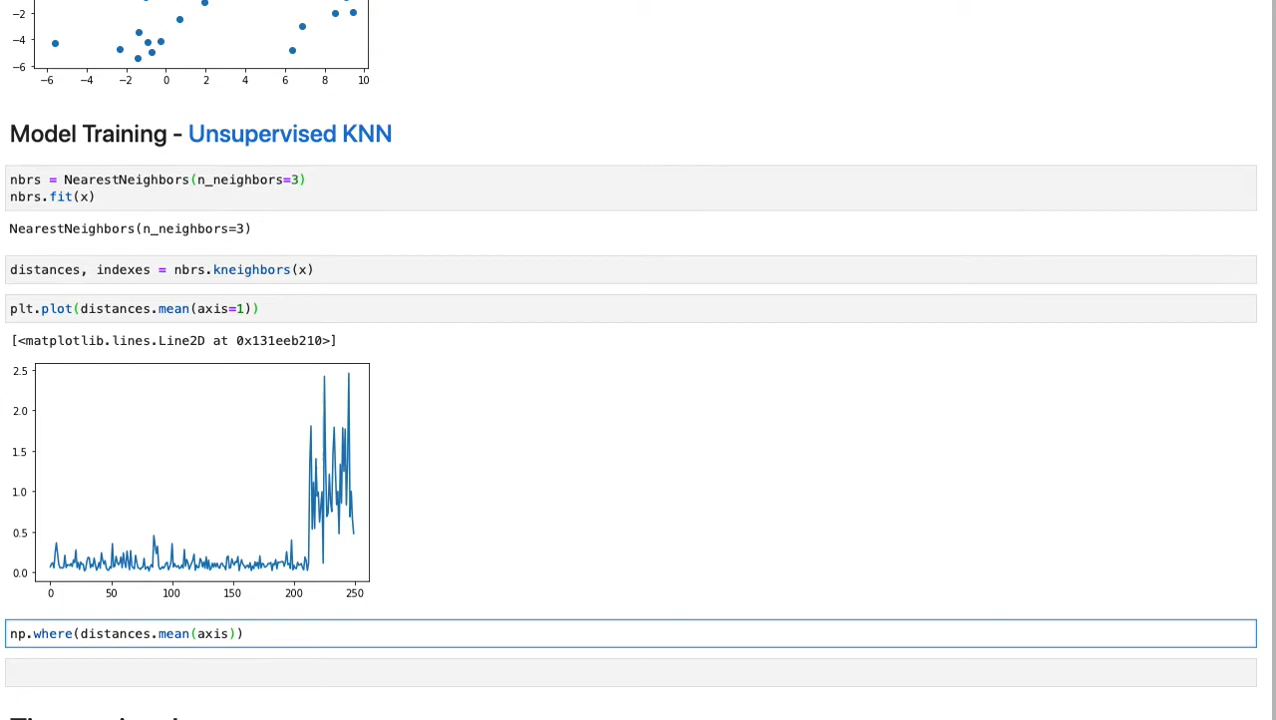 −2
−4
−6
−6 −4 −2 0 2 4 6 8 10
Model Training - Unsupervised KNN
nbrs = NearestNeighbors(n_neighbors=3)
nbrs.fit(x)
NearestNeighbors(n_neighbors=3)
distances, indexes = nbrs.kneighbors(x)
plt.plot(distances.mean(axis=1))
[<matplotlib.lines.Line2D at 0x131eeb210>]
2.5
2.0
1.5
1.0
0.5
0.0
0 50 100 150 200 250
np.where(distances.mean(axis))